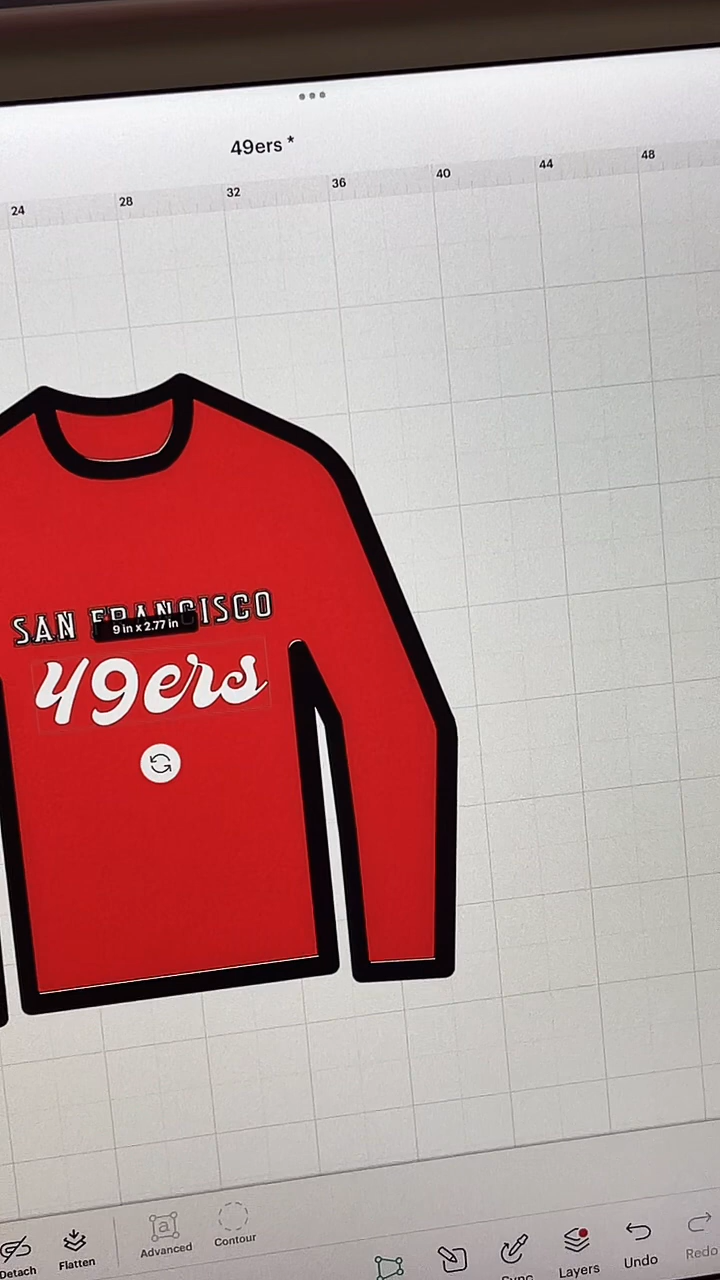 49ers *
24 28 32 36 40 44 48
SAN FRANCISCO
9 in x 2.77 in
49ers
Detach Flatten Advanced Contour
Sync Layers Undo Redo